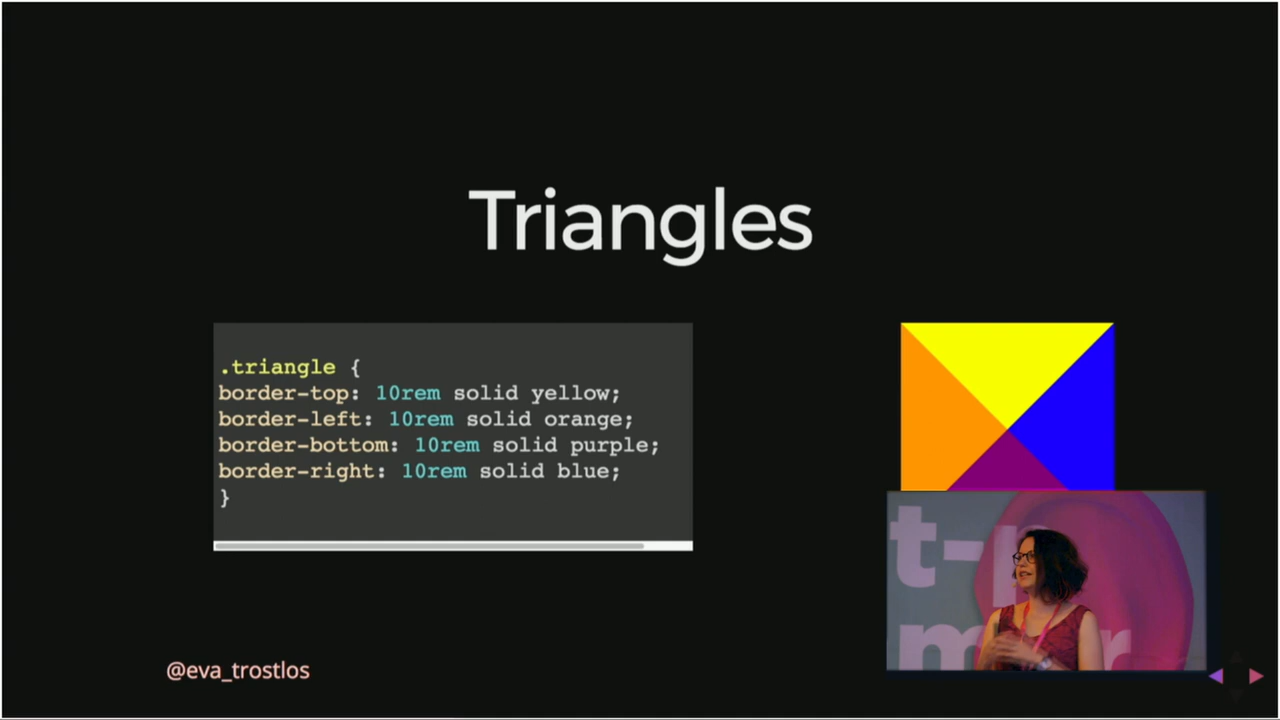 Triangles
.triangle {
border-top: 10rem solid yellow;
border-left: 10rem solid orange;
border-bottom: 10rem solid purple;
border-right: 10rem solid blue;
}
@eva_trostlos